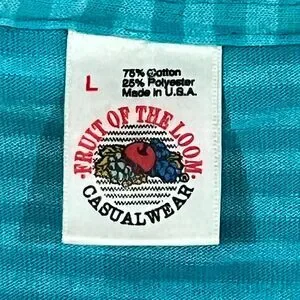 75% Cotton
L
25% Polyester
Made in U.S.A.
FRUIT OF THE LOOM
CASUALWEAR®